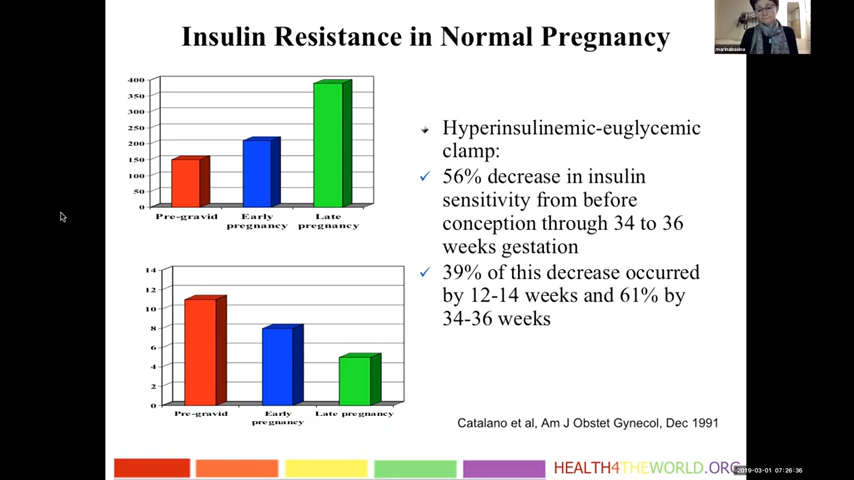 Insulin Resistance in Normal Pregnancy
marinabasina
400
350
300
250
200
150
100
50
0
Pre-gravid
Early
pregnancy
Late
pregnancy
Hyperinsulinemic-euglycemic
clamp:
56% decrease in insulin
sensitivity from before
conception through 34 to 36
weeks gestation
39% of this decrease occurred
by 12-14 weeks and 61% by
34-36 weeks
14
12
10
8
6
4
2
0
Pre-gravid
Early
pregnancy
Late pregnancy
Catalano et al, Am J Obstet Gynecol, Dec 1991
HEALTH4THEWORLD.ORG
2019-03-01 07:26:36